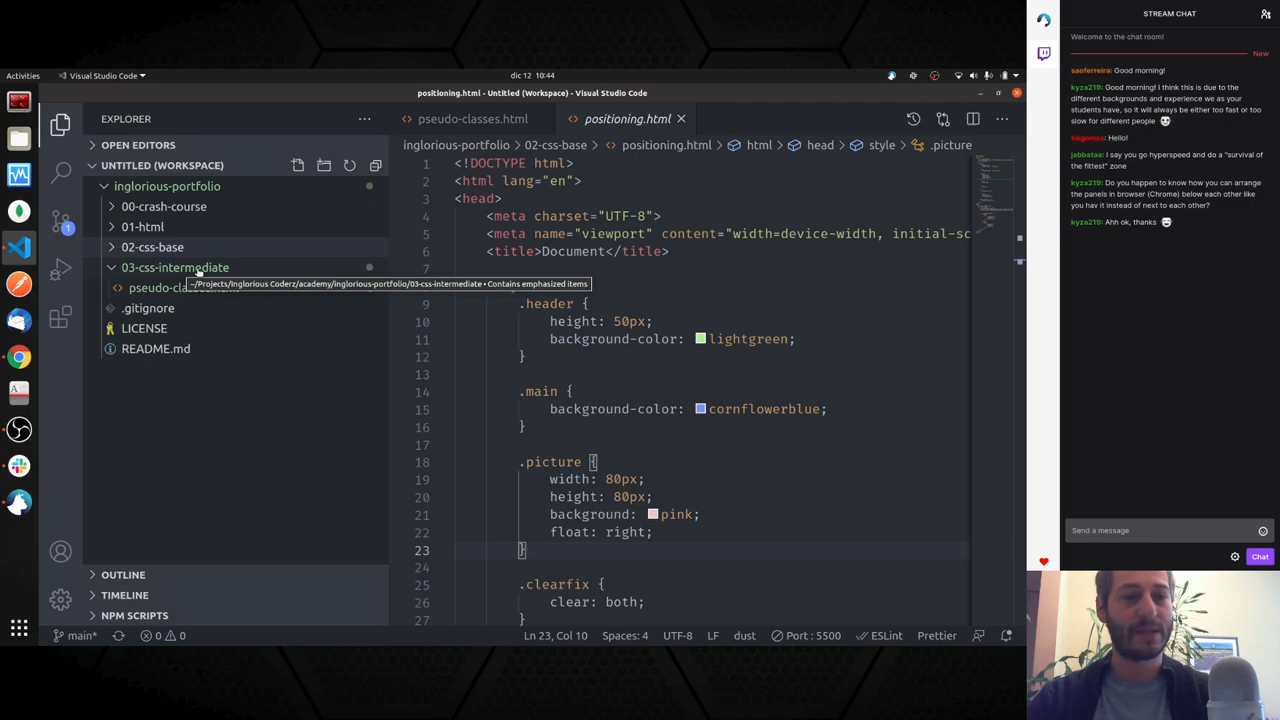 Activities
Visual Studio Code
dic 12 10:44
positioning.html - Untitled (Workspace) - Visual Studio Code
EXPLORER
OPEN EDITORS
UNTITLED (WORKSPACE)
inglorious-portfolio
00-crash-course
01-html
02-css-base
03-css-intermediate
~/Projects/Inglorious Coderz/academy/inglorious-portfolio/03-css-intermediate • Contains emphasized items
pseudo-cl
.gitignore
LICENSE
README.md
OUTLINE
TIMELINE
NPM SCRIPTS
1
pseudo-classes.html
positioning.html
inglorious-portfolio > 02-css-base > positioning.html > html > head > style > .picture
1 <!DOCTYPE html>
2 <html lang="en">
3 <head>
4 <meta charset="UTF-8">
5 <meta name="viewport" content="width=device-width, initial-sc
6 <title>Document</title>
7
9 .header {
10 height: 50px;
11 background-color: lightgreen;
12 }
13
14 .main {
15 background-color: cornflowerblue;
16 }
17
18 .picture {
19 width: 80px;
20 height: 80px;
21 background: pink;
22 float: right;
23 }
24
25 .clearfix {
26 clear: both;
27 }
main*
0 0
Ln 23, Col 10
Spaces: 4
UTF-8
LF
dust
Port : 5500
ESLint
Prettier
STREAM CHAT
Welcome to the chat room!
New
saoferreira: Good morning!
kyza219: Good morning! I think this is due to the
different backgrounds and experience we as your
students have, so it will always be either too fast or too
slow for different people
Hello!
jabbataa: I say you go hyperspeed and do a "survival of
the fittest" zone
kyza219: Do you happen to know how you can arrange
the panels in browser (Chrome) below each other like
you hav it instead of next to each other?
kyza219: Ahh ok, thanks
Send a message
Chat